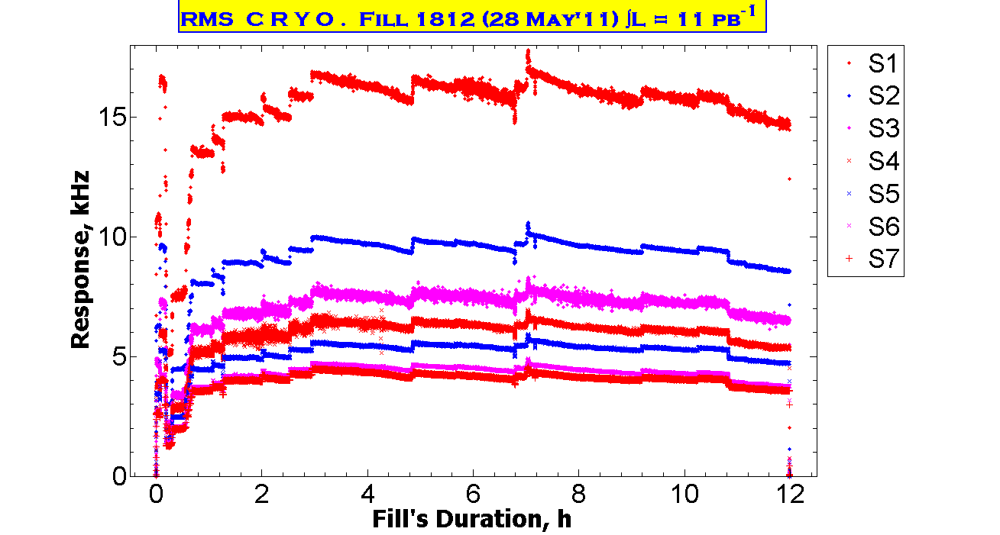 RMS C R Y O . Fill 1812 (28 May'11) ∫L = 11 pb⁻¹
S1
S2
S3
S4
S5
S6
S7
Response, kHz
15
10
5
0
0 2 4 6 8 10 12
Fill's Duration, h